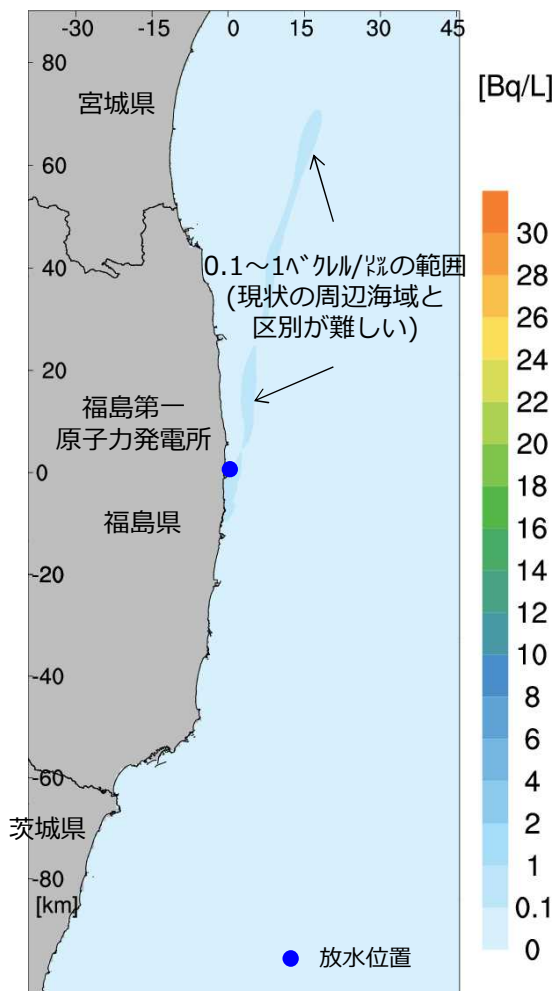 -30 -15 0 15 30 45
80
60
40
20
0
-20
-40
-60
-80
[km]
宮城県
0.1～1ﾍﾞｸﾚﾙ/㍑の範囲
(現状の周辺海域と
区別が難しい)
福島第一
原子力発電所
福島県
茨城県
放水位置
[Bq/L]
30
28
26
24
22
20
18
16
14
12
10
8
6
4
2
1
0.1
0